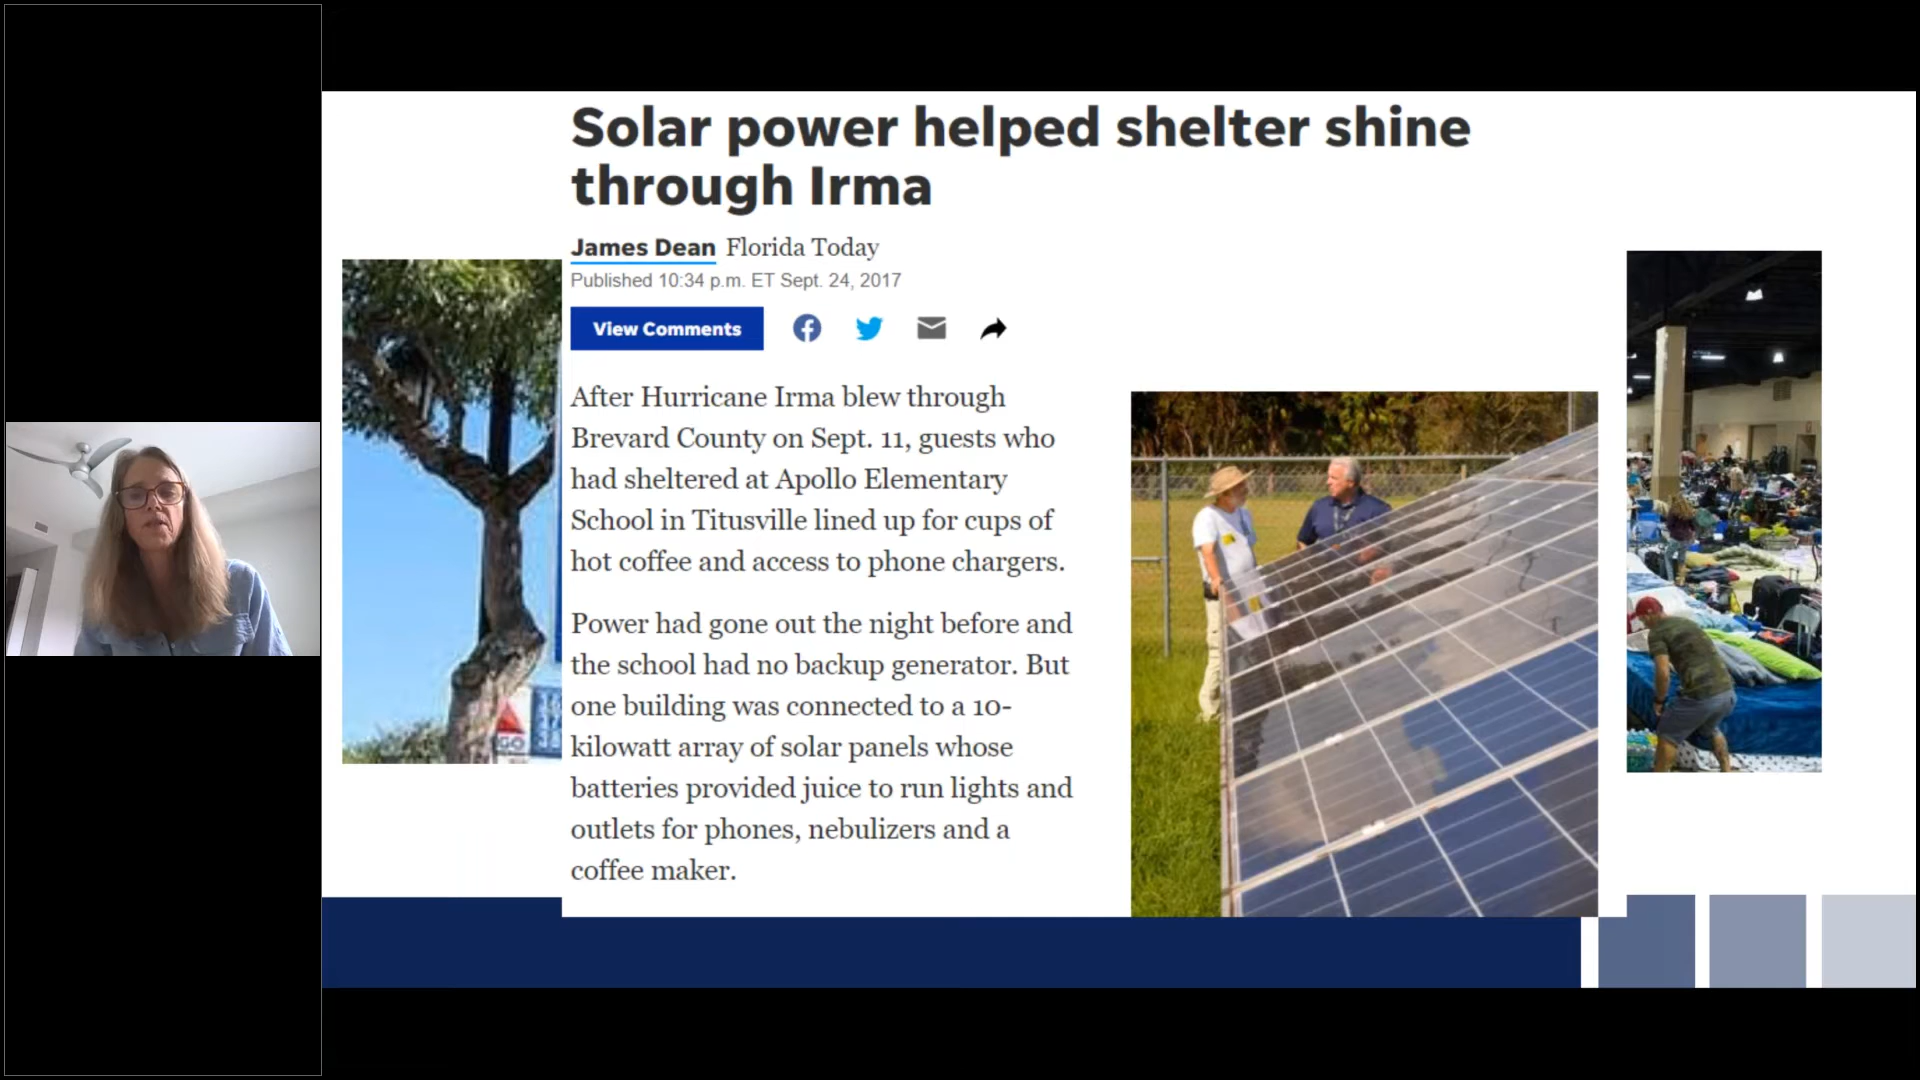 Solar power helped shelter shine
through Irma
James Dean Florida Today
Published 10:34 p.m. ET Sept. 24, 2017
View Comments
After Hurricane Irma blew through
Brevard County on Sept. 11, guests who
had sheltered at Apollo Elementary
School in Titusville lined up for cups of
hot coffee and access to phone chargers.
Power had gone out the night before and
the school had no backup generator. But
one building was connected to a 10-
kilowatt array of solar panels whose
batteries provided juice to run lights and
outlets for phones, nebulizers and a
coffee maker.
GO